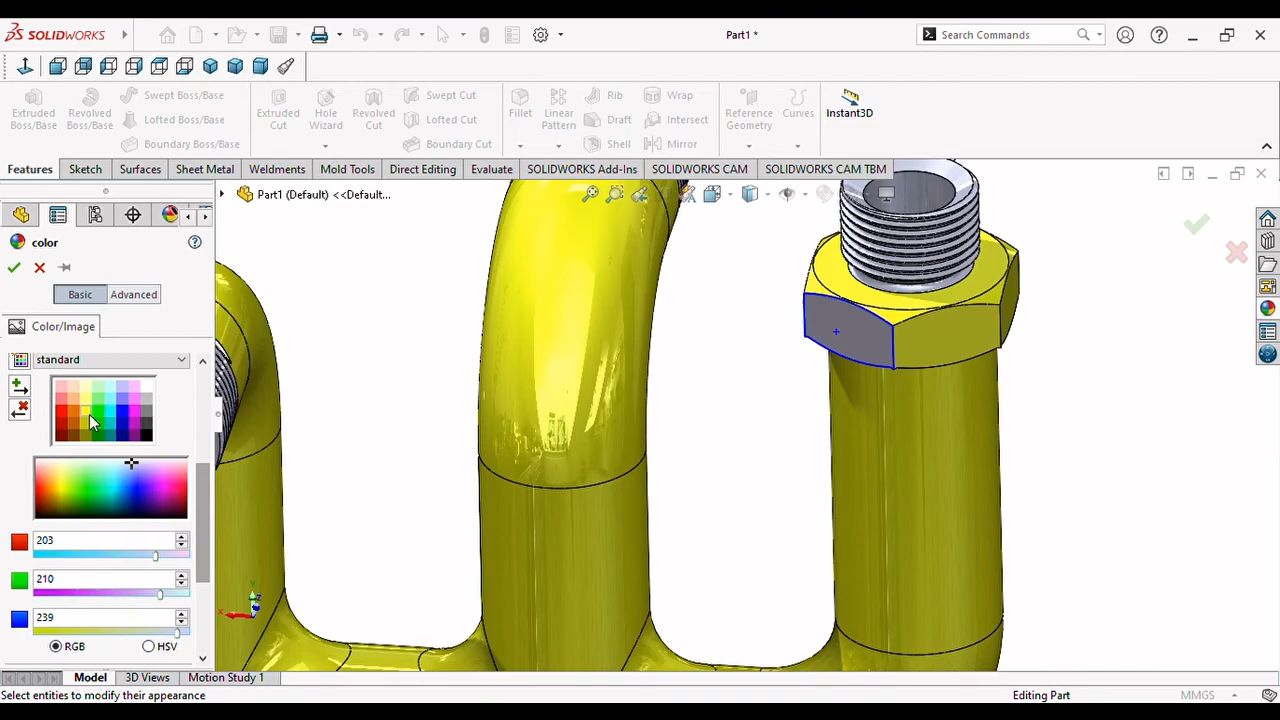 SOLIDWORKS
Part1 *
Search Commands
Extruded Boss/Base
Revolved Boss/Base
Swept Boss/Base
Lofted Boss/Base
Boundary Boss/Base
Extruded Cut
Hole Wizard
Revolved Cut
Swept Cut
Lofted Cut
Boundary Cut
Fillet
Linear Pattern
Rib
Draft
Shell
Wrap
Intersect
Mirror
Reference Geometry
Curves
Instant3D
Features
Sketch
Surfaces
Sheet Metal
Weldments
Mold Tools
Direct Editing
Evaluate
SOLIDWORKS Add-Ins
SOLIDWORKS CAM
SOLIDWORKS CAM TBM
Part1 (Default) <<Default...
color
Basic
Advanced
Color/Image
standard
203
210
239
RGB
HSV
Y
X
Z
Model
3D Views
Motion Study 1
Select entities to modify their appearance
Editing Part
MMGS